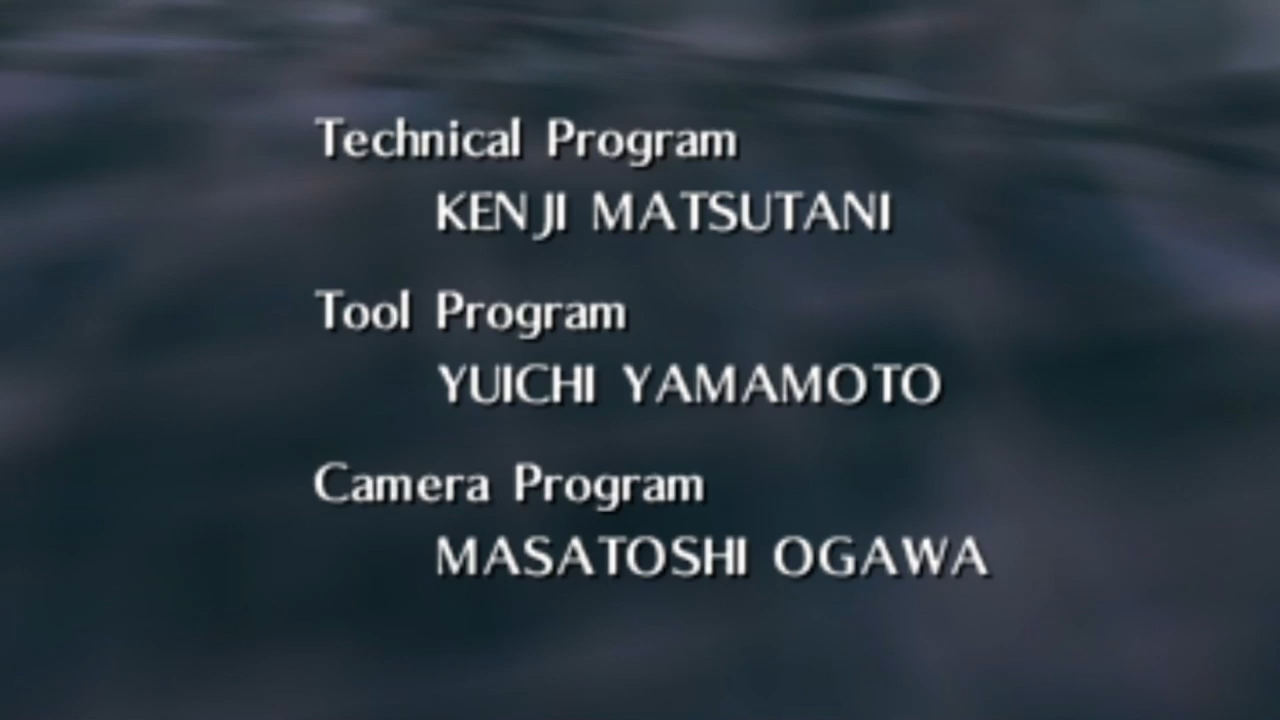 Technical Program
KENJI MATSUTANI
Tool Program
YUICHI YAMAMOTO
Camera Program
MASATOSHI OGAWA